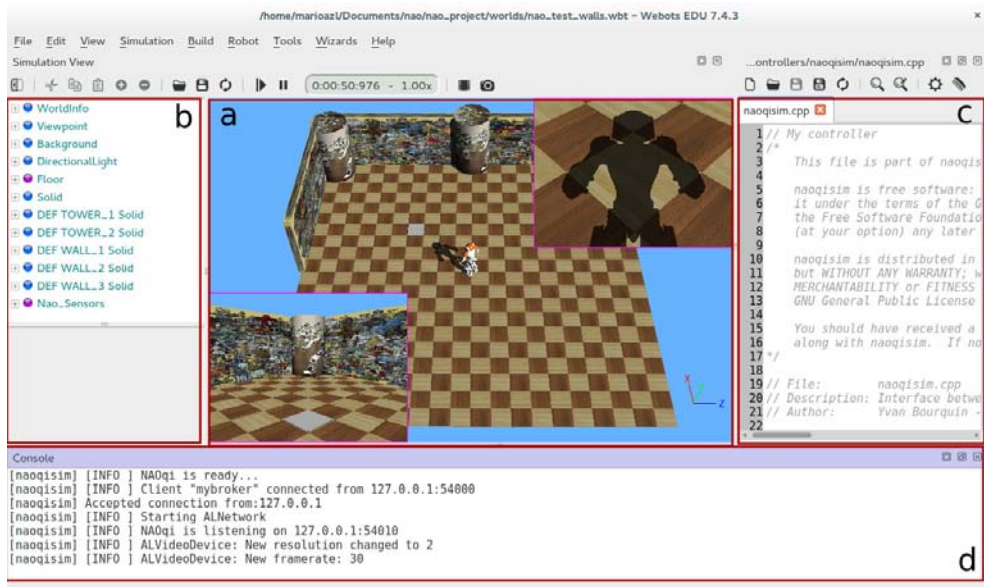 /home/marioazl/Documents/nao/nao_project/worlds/nao_test_walls.wbt - Webots EDU 7.4.3
File Edit View Simulation Build Robot Tools Wizards Help
Simulation View
...ontrollers/naoqisim/naoqisim.cpp
0:00:50:976 - 1.00x
b
WorldInfo
Viewpoint
Background
DirectionalLight
Floor
Solid
DEF TOWER_1 Solid
DEF TOWER_2 Solid
DEF WALL_1 Solid
DEF WALL_2 Solid
DEF WALL_3 Solid
Nao_Sensors
a
X
Y
Z
c
naoqisim.cpp
1 // My controller
2 /*
3 This file is part of naoqis
4
5 naoqisim is free software:
6 it under the terms of the G
7 the Free Software Foundatio
8 (at your option) any later
9
10 naoqisim is distributed in
11 but WITHOUT ANY WARRANTY; w
12 MERCHANTABILITY or FITNESS
13 GNU General Public License
14
15 You should have received a
16 along with naoqisim. If no
17 */
18
19 // File: naoqisim.cpp
20 // Description: Interface betwe
21 // Author: Yvan Bourquin -
22
Console
[naoqisim] [INFO ] NAOqi is ready...
[naoqisim] [INFO ] Client "mybroker" connected from 127.0.0.1:54000
[naoqisim] Accepted connection from:127.0.0.1
[naoqisim] [INFO ] Starting ALNetwork
[naoqisim] [INFO ] NAOqi is listening on 127.0.0.1:54010
[naoqisim] [INFO ] ALVideoDevice: New resolution changed to 2
[naoqisim] [INFO ] ALVideoDevice: New framerate: 30
d